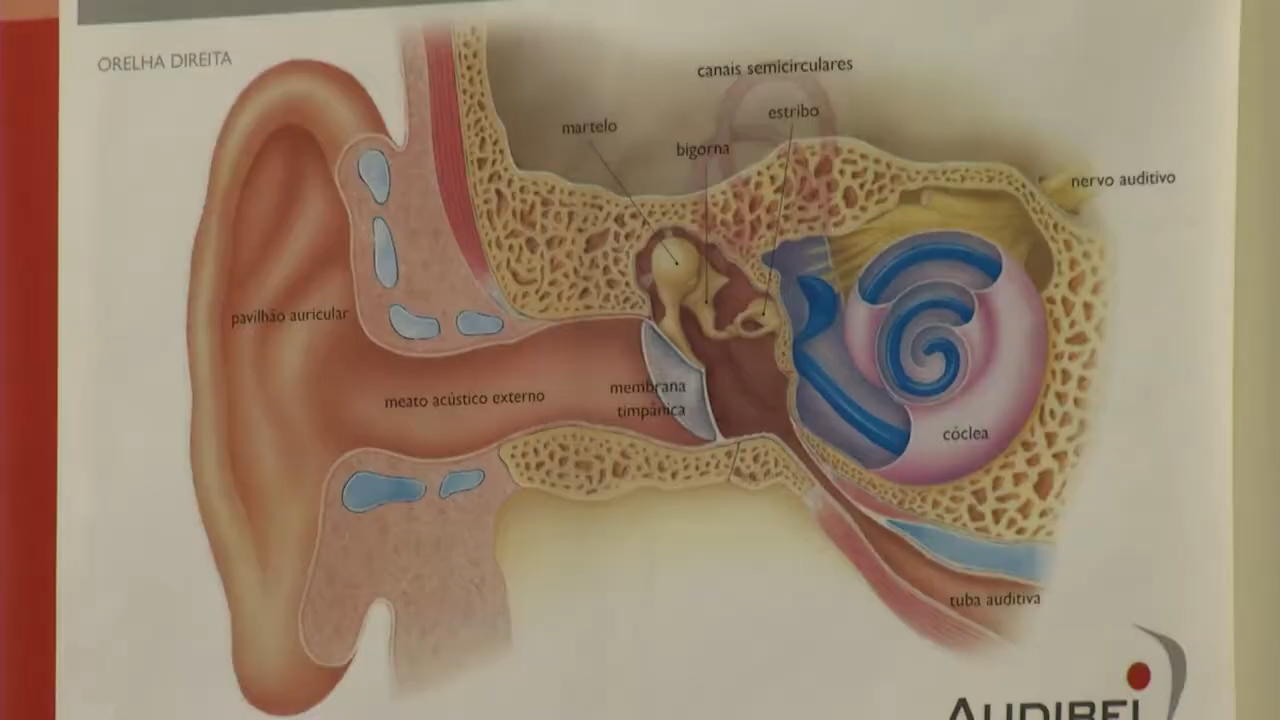 ORELHA DIREITA
canais semicirculares
estribo
martelo
bigorna
nervo auditivo
pavilhão auricular
meato acústico externo
membrana
timpânica
cóclea
tuba auditiva
AUDIBEL